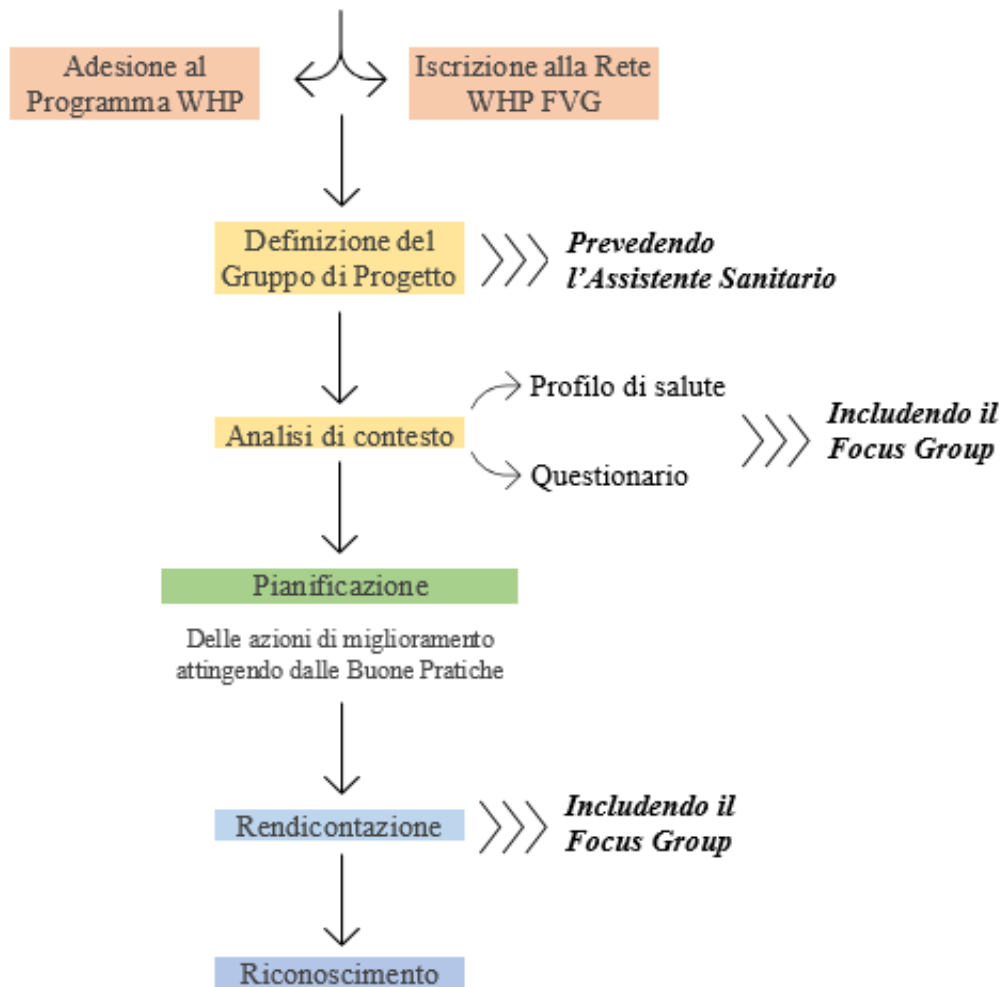 Adesione al
Programma WHP
Iscrizione alla Rete
WHP FVG
Definizione del
Gruppo di Progetto
Prevedendo
l'Assistente Sanitario
Analisi di contesto
Profilo di salute
Questionario
Includendo il
Focus Group
Pianificazione
Delle azioni di miglioramento
attingendo dalle Buone Pratiche
Rendicontazione
Includendo il
Focus Group
Riconoscimento